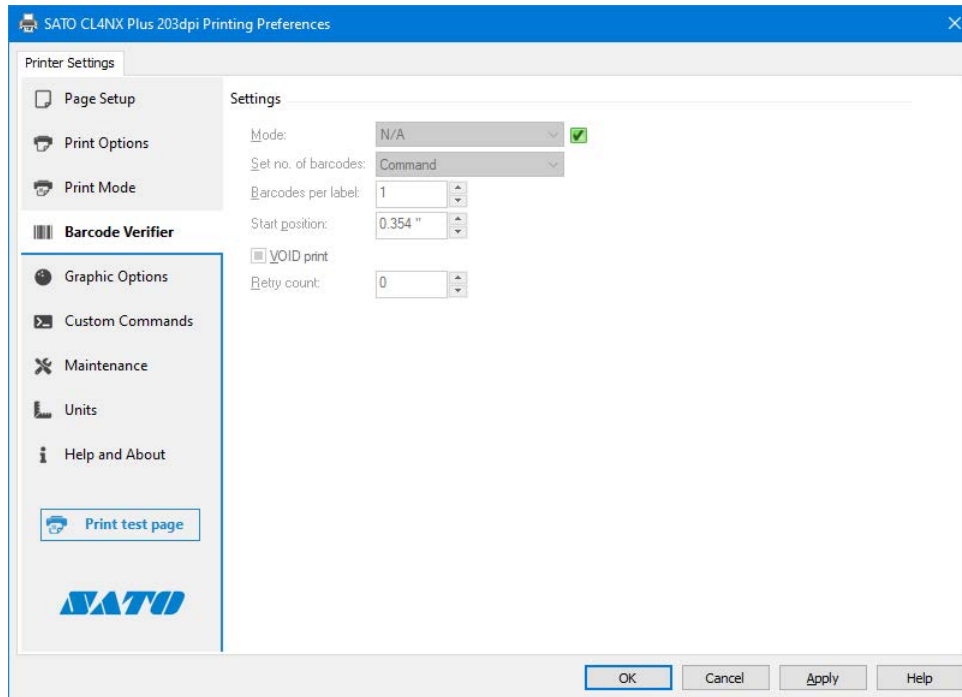 SATO CL4NX Plus 203dpi Printing Preferences
Printer Settings
Page Setup
Print Options
Print Mode
Barcode Verifier
Graphic Options
Custom Commands
Maintenance
Units
Help and About
Print test page
SATO
Settings
Mode: N/A
Set no. of barcodes: Command
Barcodes per label: 1
Start position: 0.354 "
VOID print
Retry count: 0
OK Cancel Apply Help